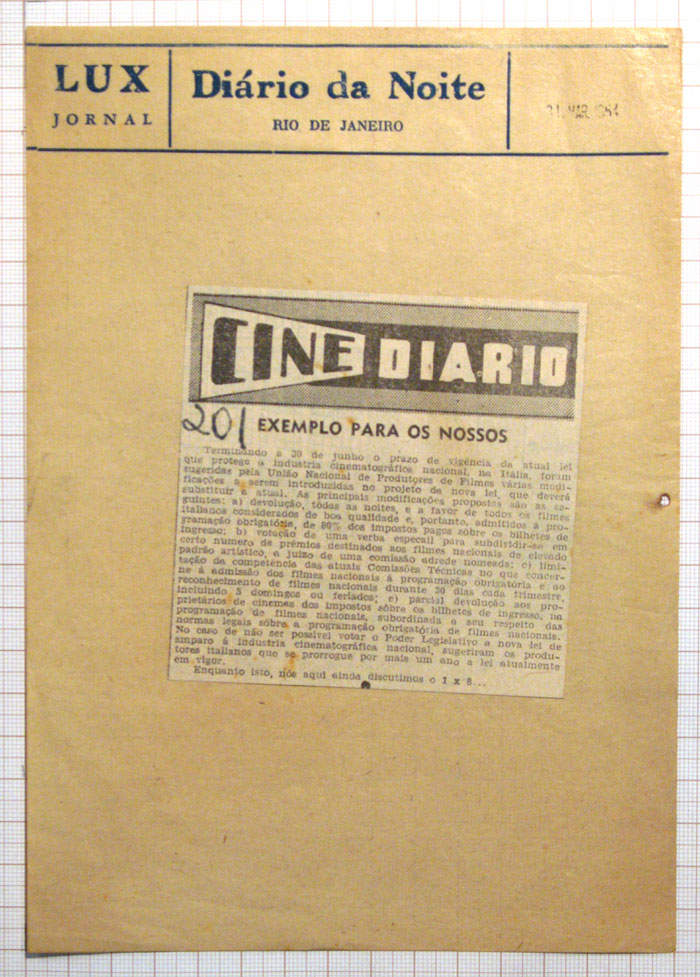 LUX
JORNAL
Diário da Noite
RIO DE JANEIRO
31 MAR 1954
CINE DIARIO
201
EXEMPLO PARA OS NOSSOS
Terminando a 30 de junho o prazo de vigência da atual lei
que protege a industria cinematográfica nacional, na Itália, foram
sugeridas pela União Nacional de Produtores de Filmes várias modi-
ficações a serem introduzidas no projeto da nova lei, que deverá
substituir a atual. As principais modificações propostas são as se-
guintes: a) devolução, tôdas as noites, e a favor de todos os filmes
italianos considerados de boa qualidade e, portanto, admitidos à pro-
gramação obrigatória, de 80% dos impostos pagos sôbre os bilhetes de
ingresso; b) votação de uma verba especial para subdividir-se em
certo numero de prêmios destinados aos filmes nacionais de elevado
padrão artístico, a juizo de uma comissão adrede nomeada; c) limi-
tação da competência das atuais Comissões Técnicas no que concer-
ne à admissão dos filmes nacionais à programação obrigatória e ao
reconhecimento de filmes nacionais durante 30 dias cada trimestre,
incluindo 5 domingos ou feriados; e) parcial devolução aos pro-
prietários de cinemas dos impostos sôbre os bilhetes de ingresso, na
programação de filmes nacionais, subordinada a seu respeito das
normas legais sôbre a programação obrigatoria de filmes nacionais.
No caso de não ser possivel votar o Poder Legislativo a nova lei de
amparo á industria cinematográfica nacional, sugeriram os produ-
tores italianos que se prorrogue por mais um ano a lei atualmente
em vigor.
Enquanto isto, nós aqui ainda discutimos o 1 x 8...